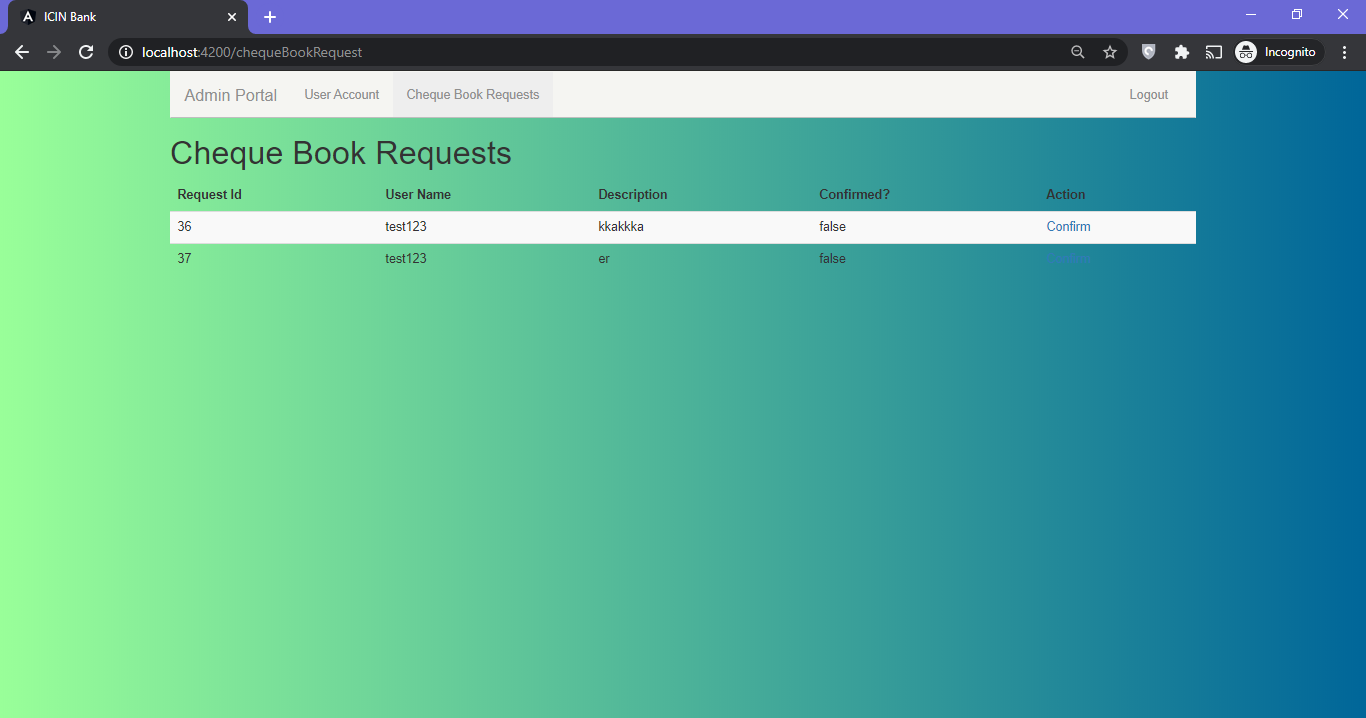 ICIN Bank
localhost:4200/chequeBookRequest
Incognito
Admin Portal User Account Cheque Book Requests Logout
Cheque Book Requests
Request Id User Name Description Confirmed? Action
36 test123 kkakkka false Confirm
37 test123 er false